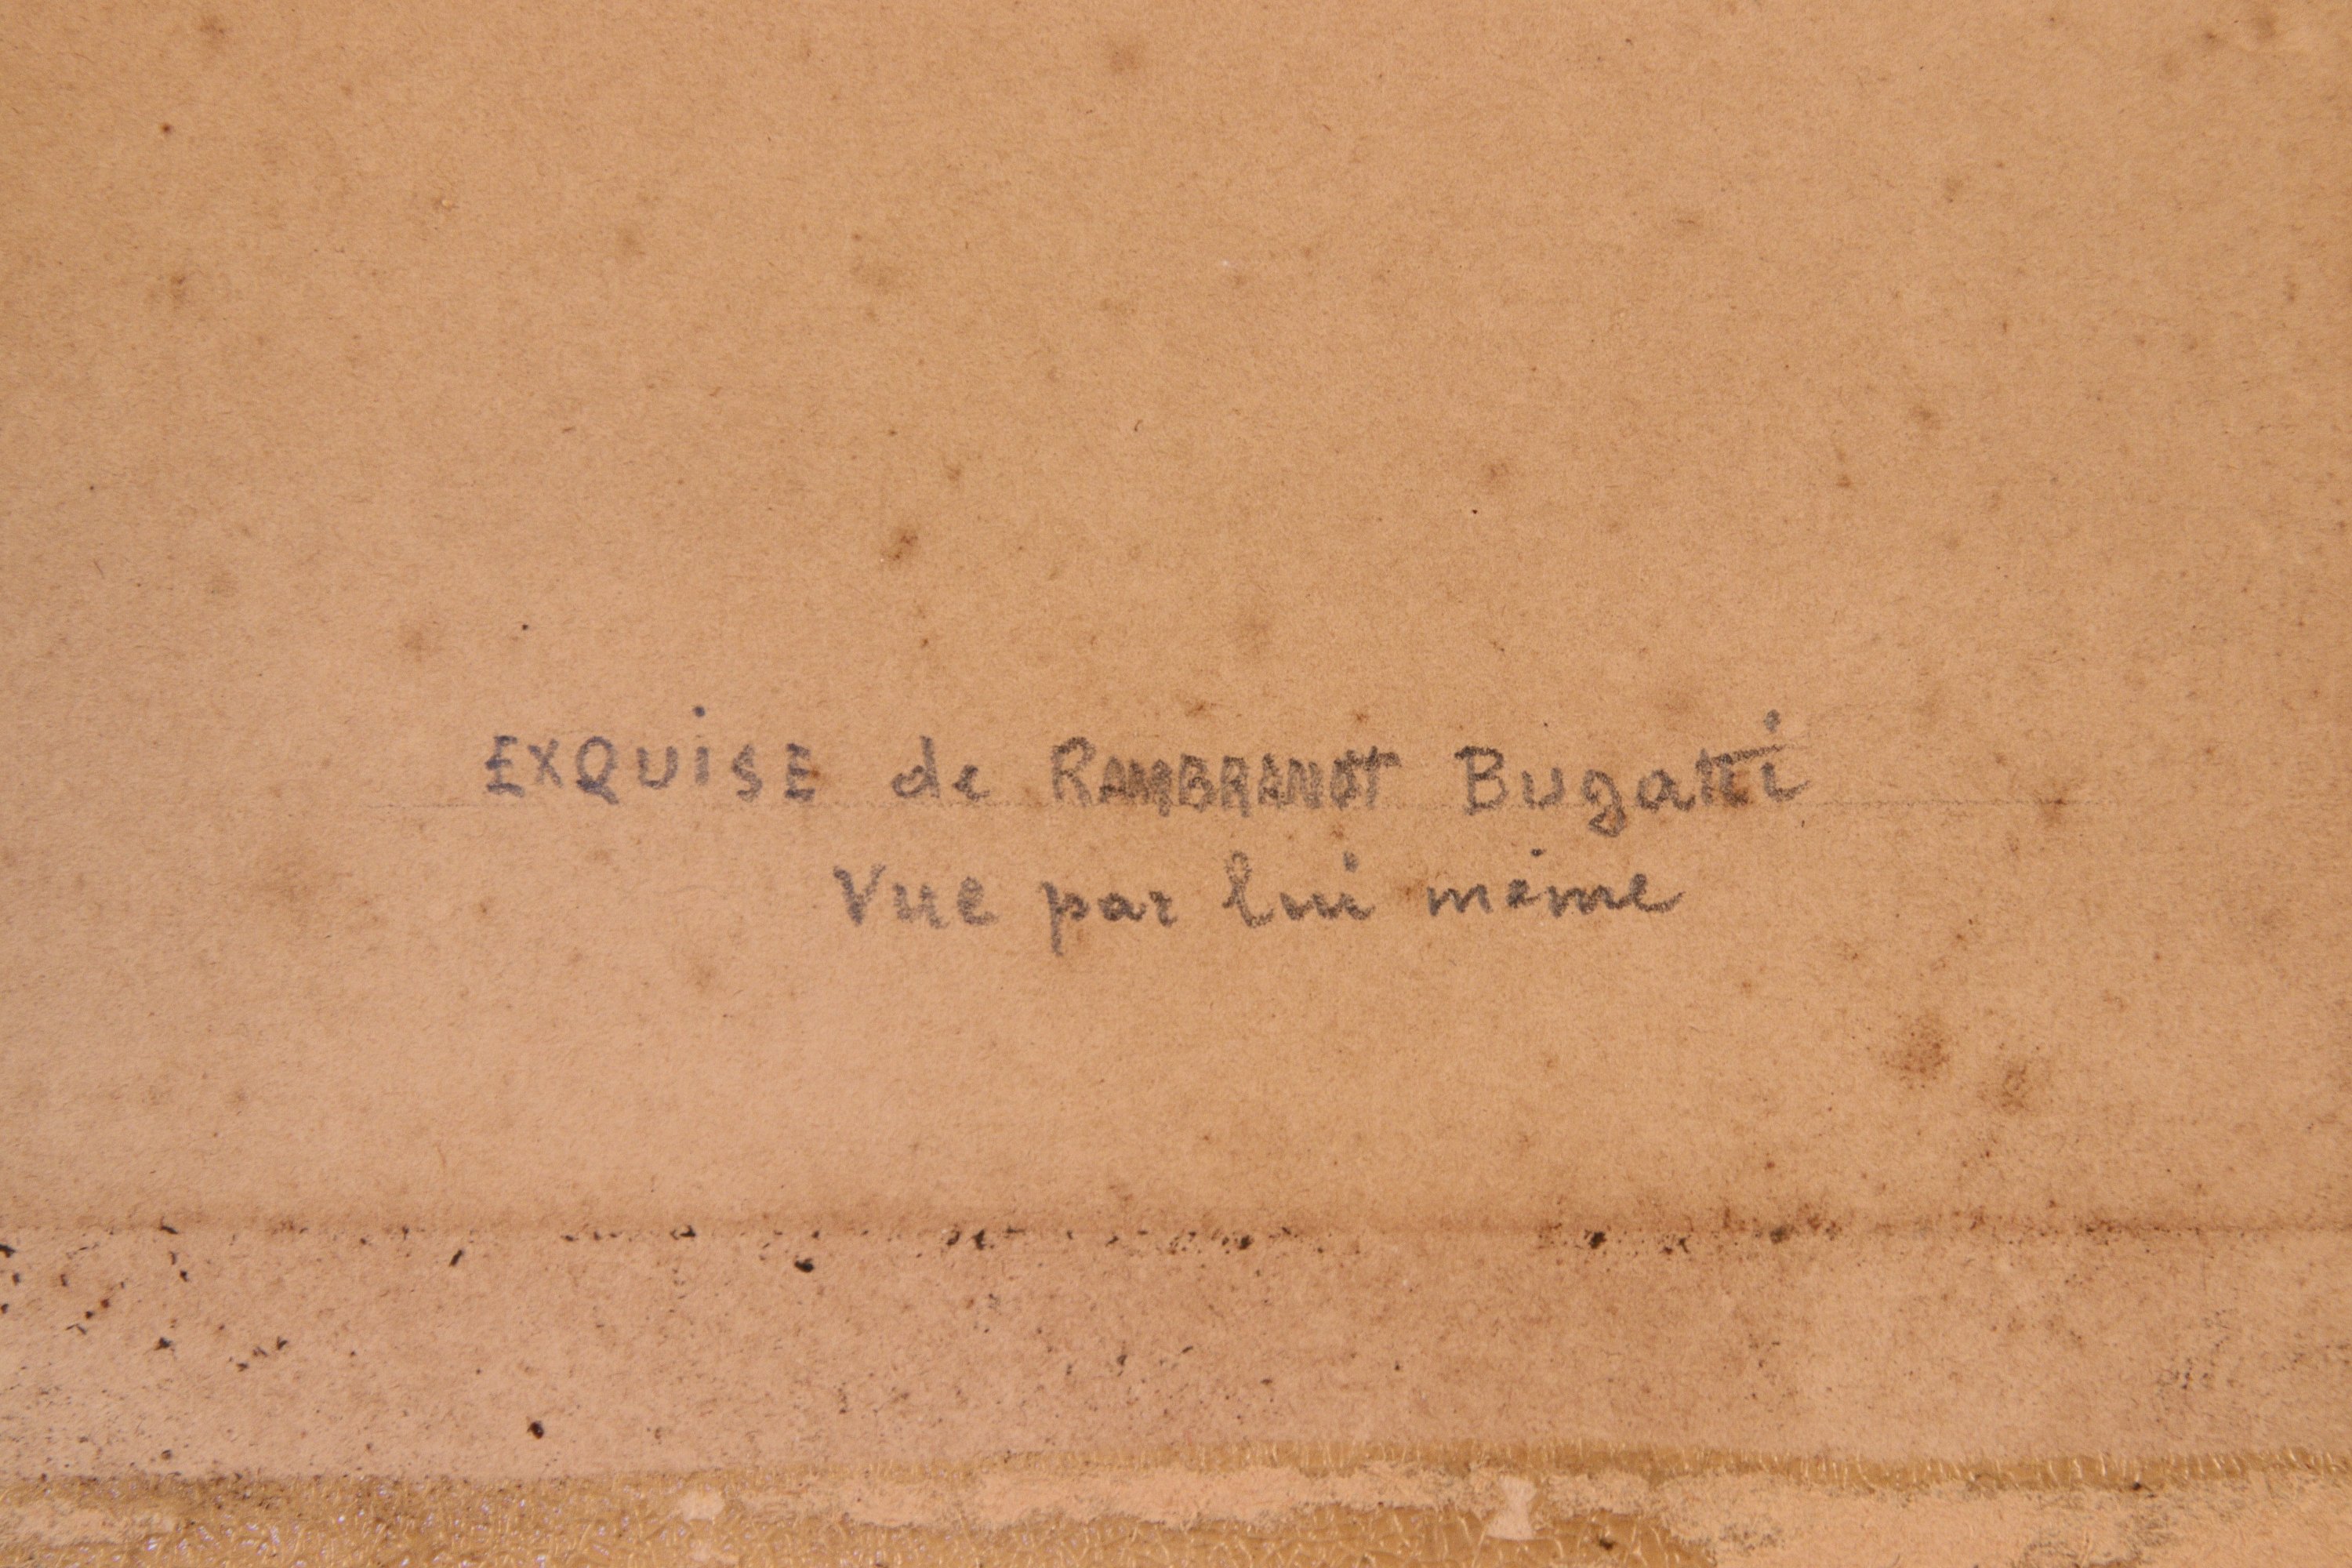 EXQUiSE de RAMBRANDT Bugatti
Vue par lui même